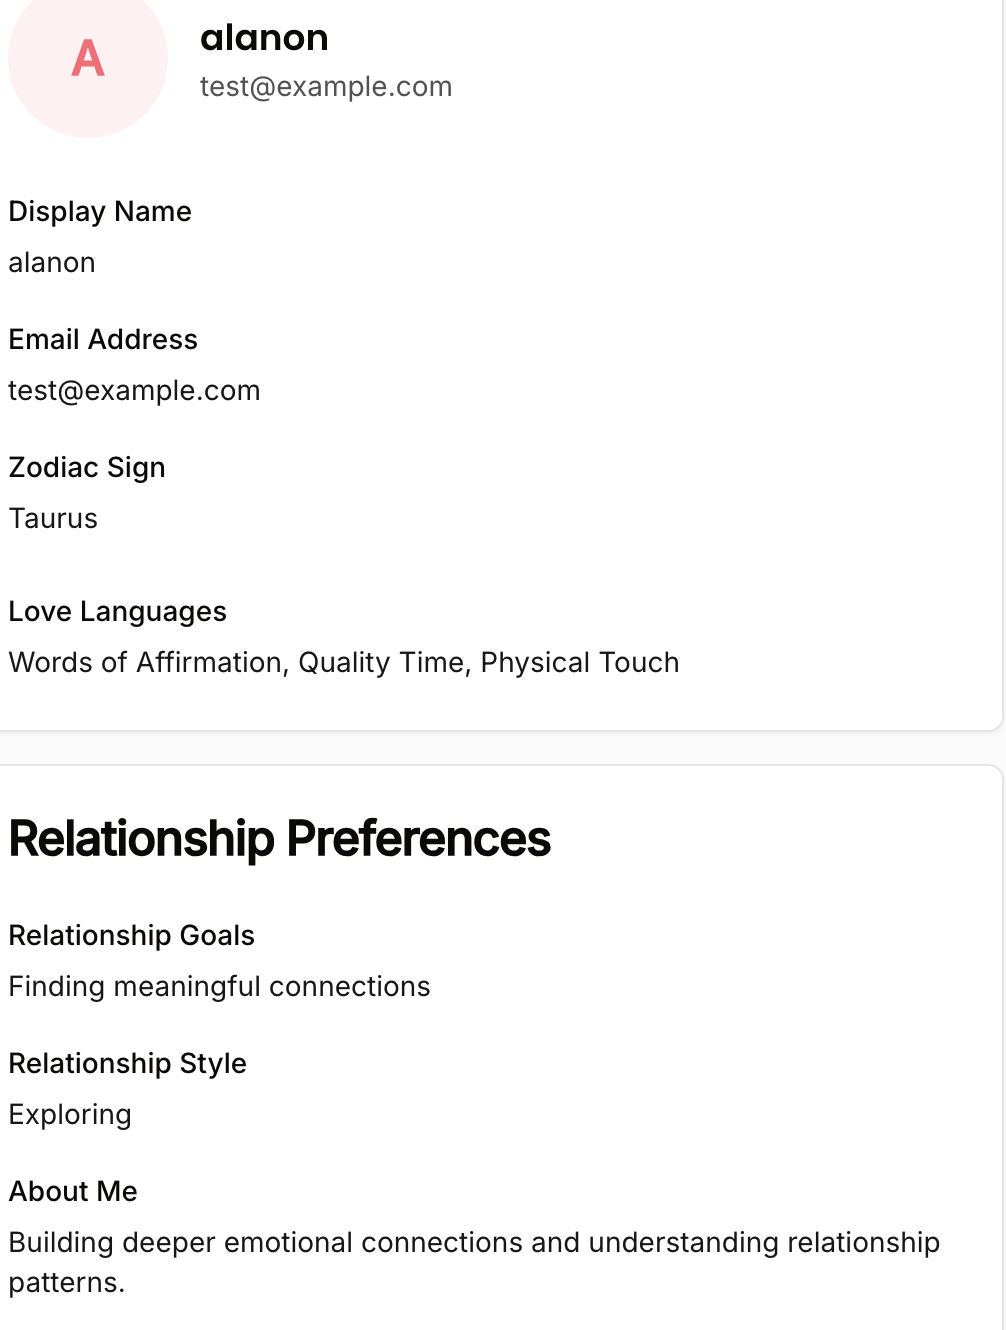 A
alanon
test@example.com
Display Name
alanon
Email Address
test@example.com
Zodiac Sign
Taurus
Love Languages
Words of Affirmation, Quality Time, Physical Touch
Relationship Preferences
Relationship Goals
Finding meaningful connections
Relationship Style
Exploring
About Me
Building deeper emotional connections and understanding relationship
patterns.